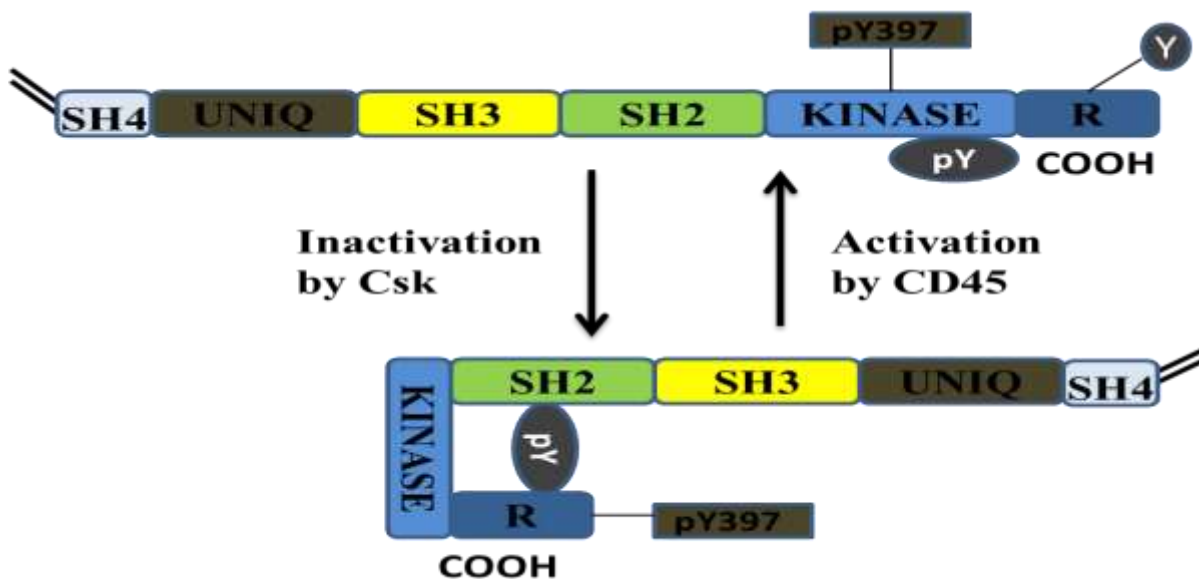 pY397
Y
SH4 UNIQ SH3 SH2 KINASE R
pY COOH
Inactivation
by Csk
Activation
by CD45
KINASE SH2 SH3 UNIQ SH4
pY
R pY397
COOH